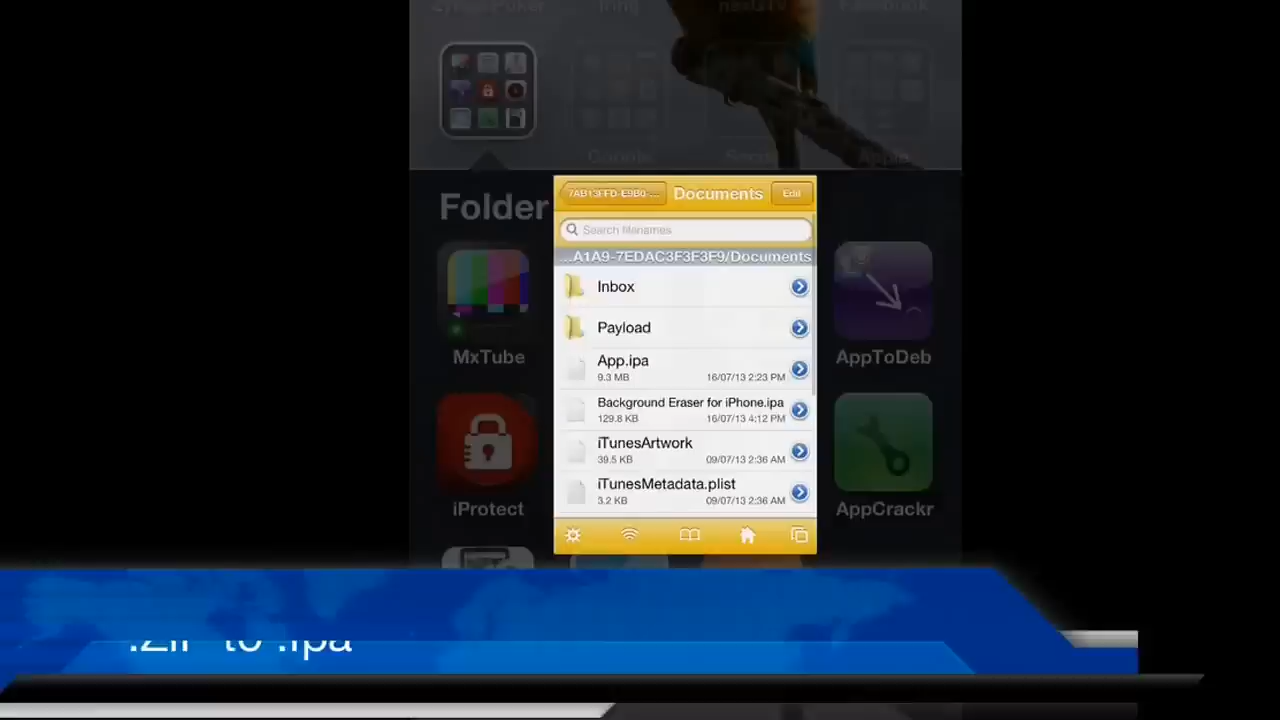 Folder
7AB13FFD-E9B0-...
Documents
Edit
Search filenames
...A1A9-7EDAC3F3F3F9/Documents
Inbox
Payload
App.ipa
9.3 MB 16/07/13 2:23 PM
Background Eraser for iPhone.ipa
129.8 KB 16/07/13 4:12 PM
iTunesArtwork
39.5 KB 09/07/13 2:36 AM
iTunesMetadata.plist
3.2 KB 09/07/13 2:36 AM
MxTube
AppToDeb
iProtect
AppCrackr
.ZIP to .ipa